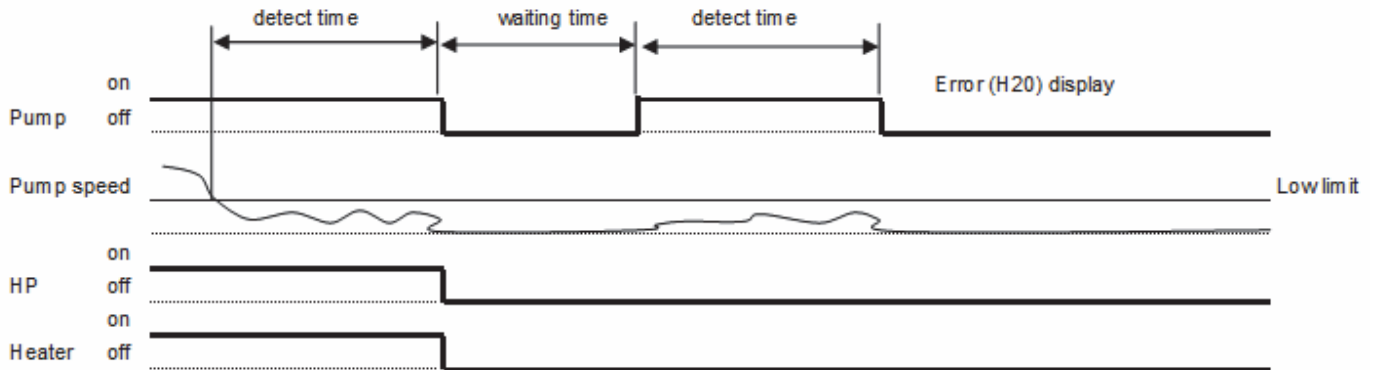 detect time waiting time detect time
on Error (H20) display
Pump off
Pump speed Low limit
on
HP off
on
Heater off